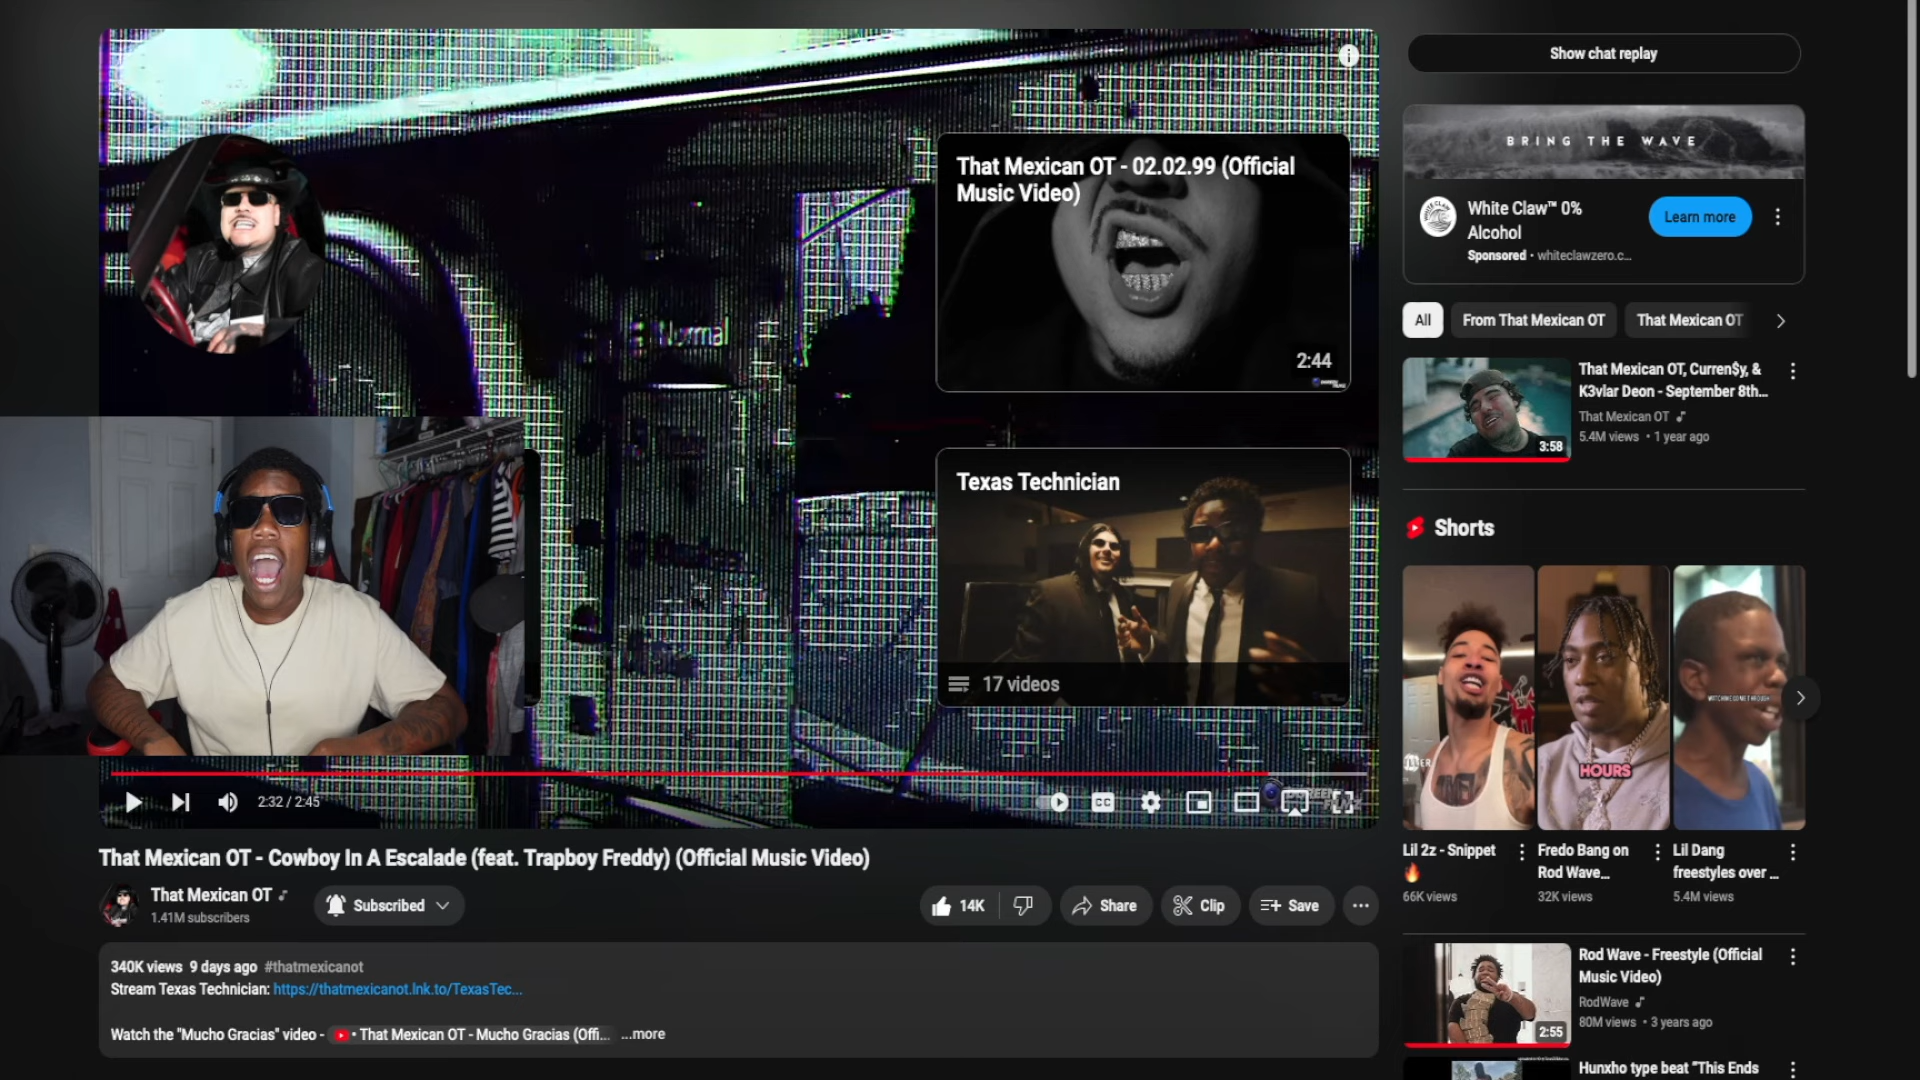 Show chat replay
BRING THE WAVE
That Mexican OT - 02.02.99 (Official
Music Video)
White Claw™ 0%
Alcohol
Learn more
Sponsored • whiteclawzero.c...
All
From That Mexican OT
That Mexican OT
Normal
2:44
That Mexican OT, Curren$y, &
K3vlar Deon - September 8th...
That Mexican OT
5.4M views • 1 year ago
3:58
Texas Technician
Shorts
17 videos
HOURS
2:32 / 2:45
CC
That Mexican OT - Cowboy In A Escalade (feat. Trapboy Freddy) (Official Music Video)
Lil 2z - Snippet
🔥
66K views
Fredo Bang on
Rod Wave...
32K views
Lil Dang
freestyles over ...
5.4M views
That Mexican OT
1.41M subscribers
Subscribed
14K
Share
Clip
Save
340K views 9 days ago #thatmexicanot
Stream Texas Technician: https://thatmexicanot.lnk.to/TexasTec...
Watch the "Mucho Gracias" video - • That Mexican OT - Mucho Gracias (Offi... ...more
Rod Wave - Freestyle (Official
Music Video)
RodWave
80M views • 3 years ago
2:55
Hunxho type beat "This Ends